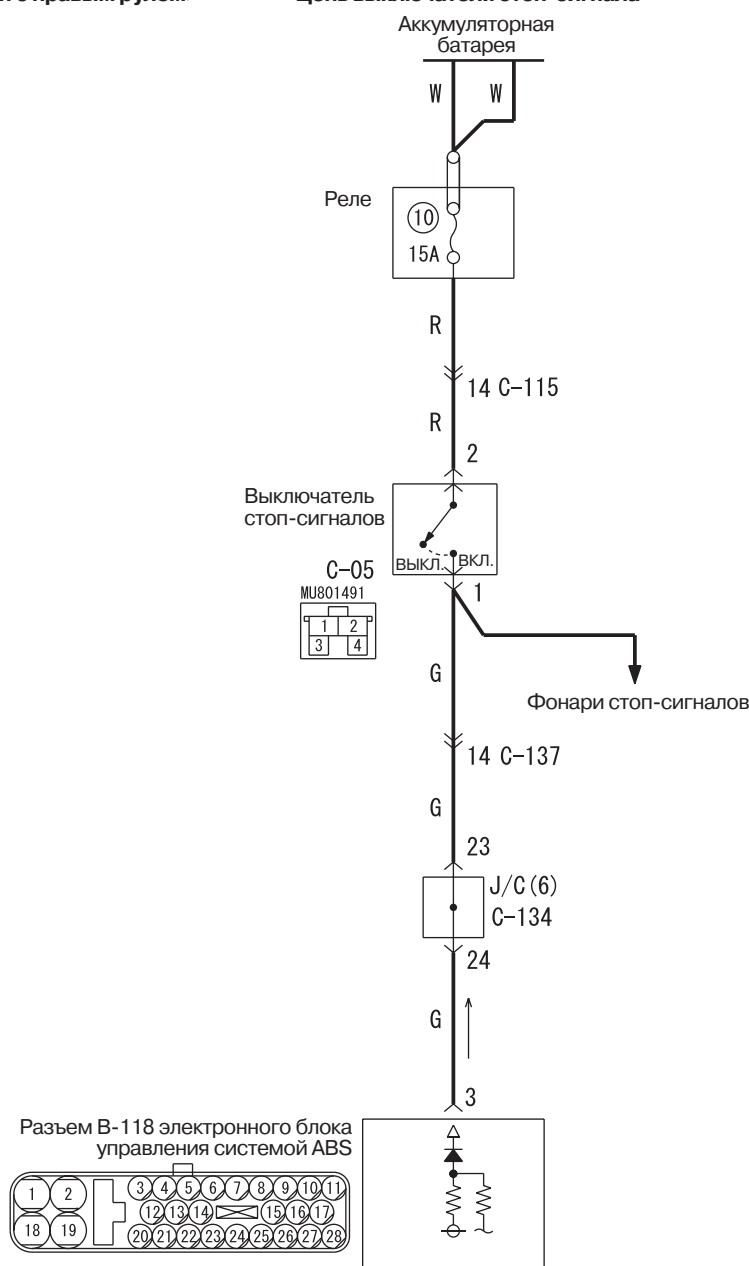 Аккумуляторная
батарея
W W
Реле
10
15A
R
14 C-115
R
2
Выключатель
стоп-сигналов
ВЫКЛ. ВКЛ.
C-05
MU801491
1 2
3 4
1
G
Фонари стоп-сигналов
14 C-137
G
23
J/C(6)
C-134
24
G
3
Разъем B-118 электронного блока
управления системой ABS
1 2 3 4 5 6 7 8 9 10 11
12 13 14 15 16 17
18 19 20 21 22 23 24 25 26 27 28